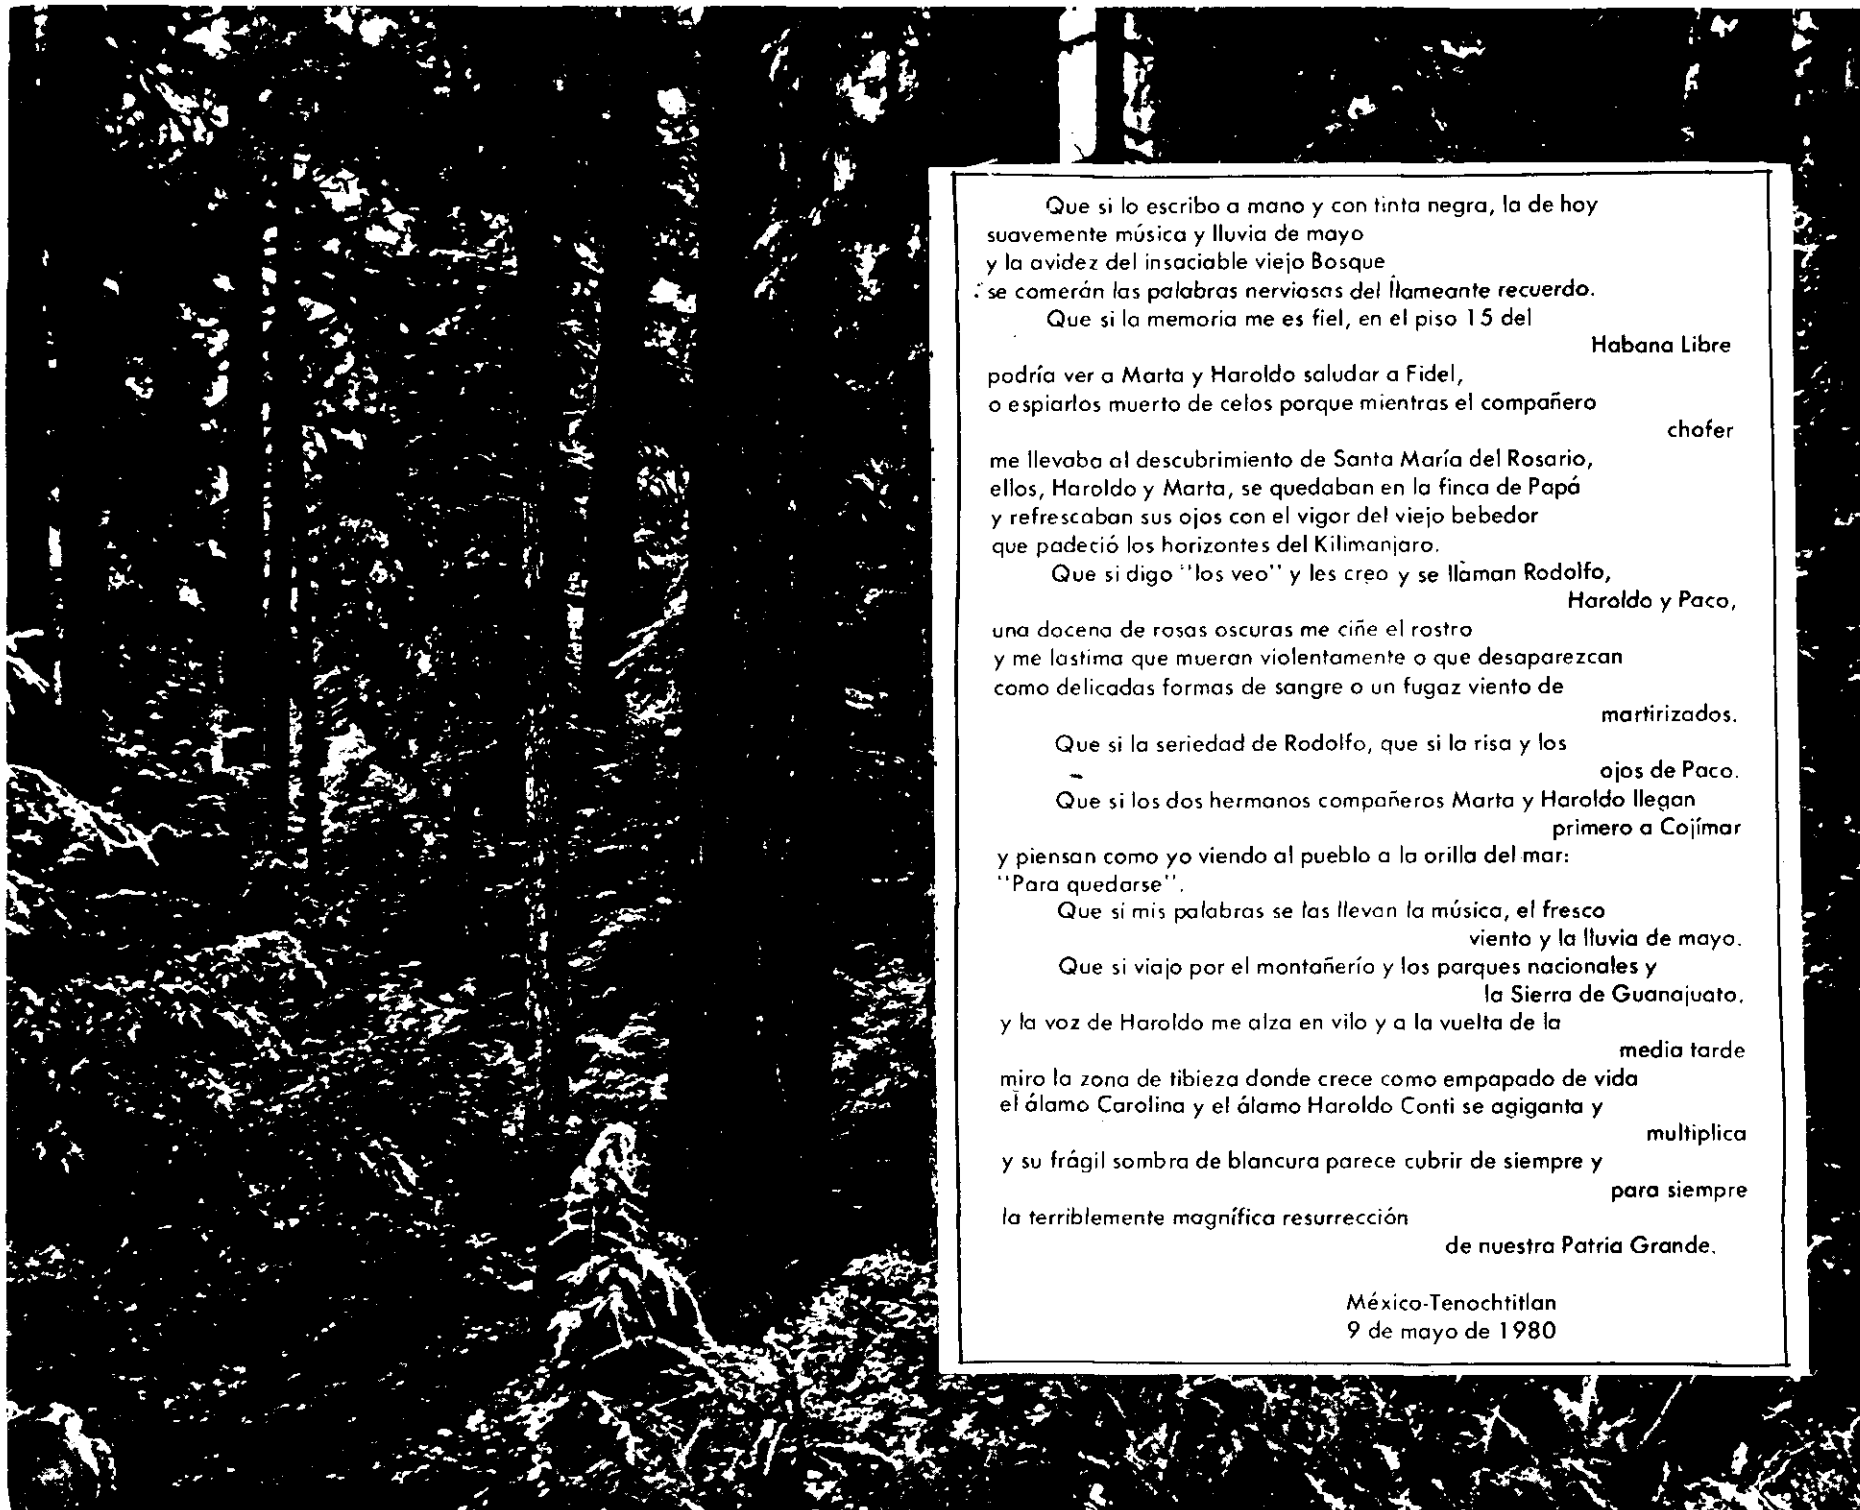 Que si lo escribo a mano y con tinta negra, la de hoy
suavemente música y lluvia de mayo
y la avidez del insaciable viejo Bosque
se comerán las palabras nerviosas del llameante recuerdo.
Que si la memoria me es fiel, en el piso 15 del
Habana Libre
podría ver a Marta y Haroldo saludar a Fidel,
o espiarlos muerto de celos porque mientras el compañero
chofer
me llevaba al descubrimiento de Santa María del Rosario,
ellos, Haroldo y Marta, se quedaban en la finca de Papá
y refrescaban sus ojos con el vigor del viejo bebedor
que padeció los horizontes del Kilimanjaro.
Que si digo "los veo" y les creo y se llaman Rodolfo,
Haroldo y Paco,
una docena de rosas oscuras me ciñe el rostro
y me lastima que mueran violentamente o que desaparezcan
como delicadas formas de sangre o un fugaz viento de
martirizados.
Que si la seriedad de Rodolfo, que si la risa y los
ojos de Paco.
Que si los dos hermanos compañeros Marta y Haroldo llegan
primero a Cojímar
y piensan como yo viendo al pueblo a la orilla del mar:
"Para quedarse".
Que si mis palabras se las llevan la música, el fresco
viento y la lluvia de mayo.
Que si viajo por el montañerío y los parques nacionales y
la Sierra de Guanajuato,
y la voz de Haroldo me alza en vilo y a la vuelta de la
media tarde
miro la zona de tibieza donde crece como empapado de vida
el álamo Carolina y el álamo Haroldo Conti se agiganta y
multiplica
y su frágil sombra de blancura parece cubrir de siempre y
para siempre
la terriblemente magnífica resurrección
de nuestra Patria Grande.
México-Tenochtitlan
9 de mayo de 1980